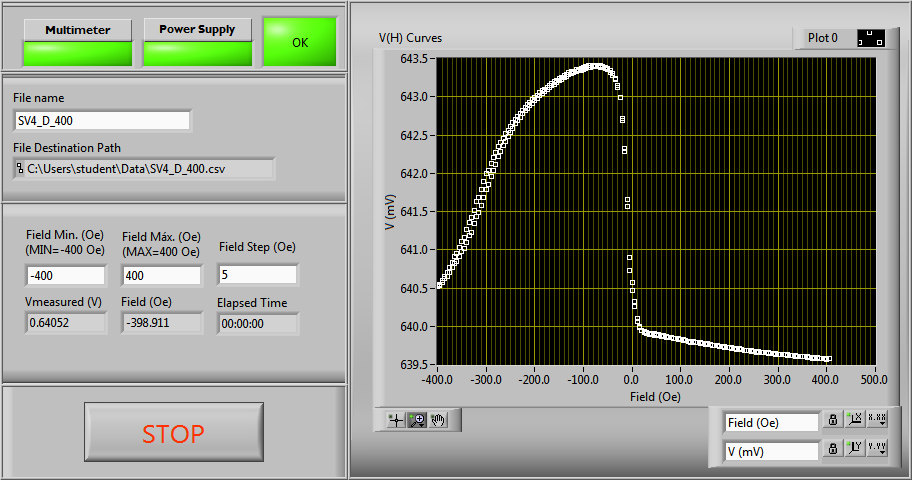 Multimeter
Power Supply
OK
File name
SV4_D_400
File Destination Path
C:\Users\student\Data\SV4_D_400.csv
Field Min. (Oe)
(MIN=-400 Oe)
Field Máx. (Oe)
(MAX=400 Oe)
Field Step (Oe)
-400
400
5
Vmeasured (V)
Field (Oe)
Elapsed Time
0.64052
-398.911
00:00:00
STOP
V(H) Curves
Plot 0
V (mV)
643.5
643.0
642.5
642.0
641.5
641.0
640.5
640.0
639.5
-400.0
-300.0
-200.0
-100.0
0.0
100.0
200.0
300.0
400.0
500.0
Field (Oe)
Field (Oe)
X
X.XX
V (mV)
Y
Y.YY